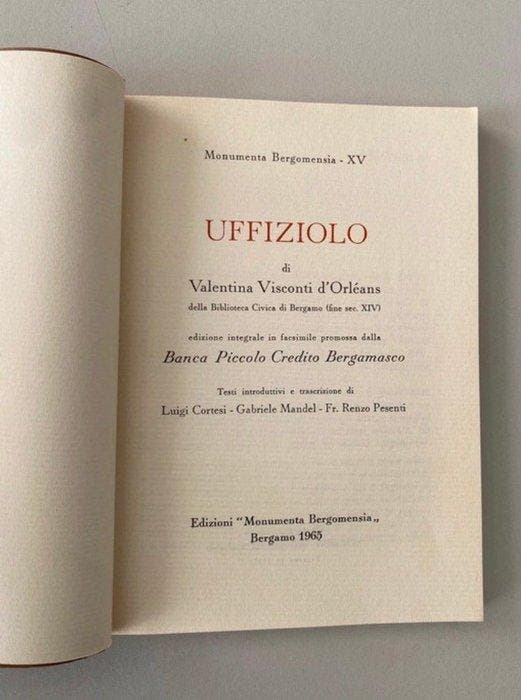 Monumenta Bergomensia - XV
UFFIZIOLO
di
Valentina Visconti d'Orléans
della Biblioteca Civica di Bergamo (fine sec. XIV)
edizione integrale in facsimile promossa dalla
Banca Piccolo Credito Bergamasco
Testi introduttivi e trascrizione di
Luigi Cortesi - Gabriele Mandel - Fr. Renzo Pesenti
Edizioni "Monumenta Bergomensia„
Bergamo 1965